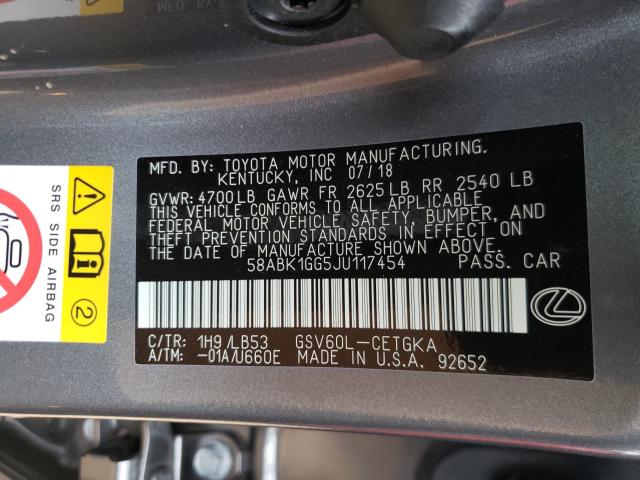 MFD. BY: TOYOTA MOTOR MANUFACTURING.
KENTUCKY, INC 07/18
GVWR: 4700LB GAWR FR 2625LB RR 2540 LB
THIS VEHICLE CONFORMS TO ALL APPLICABLE
FEDERAL MOTOR VEHICLE SAFETY, BUMPER, AND
THEFT PREVENTION STANDARDS IN EFFECT ON
THE DATE OF MANUFACTURE SHOWN ABOVE.
58ABK1GG5JU117454 PASS. CAR
C/TR: 1H9/LB53 GSV60L-CETGKA
A/TM: -01A/U660E MADE IN U.S.A. 92652
SRS SIDE AIRBAG
2